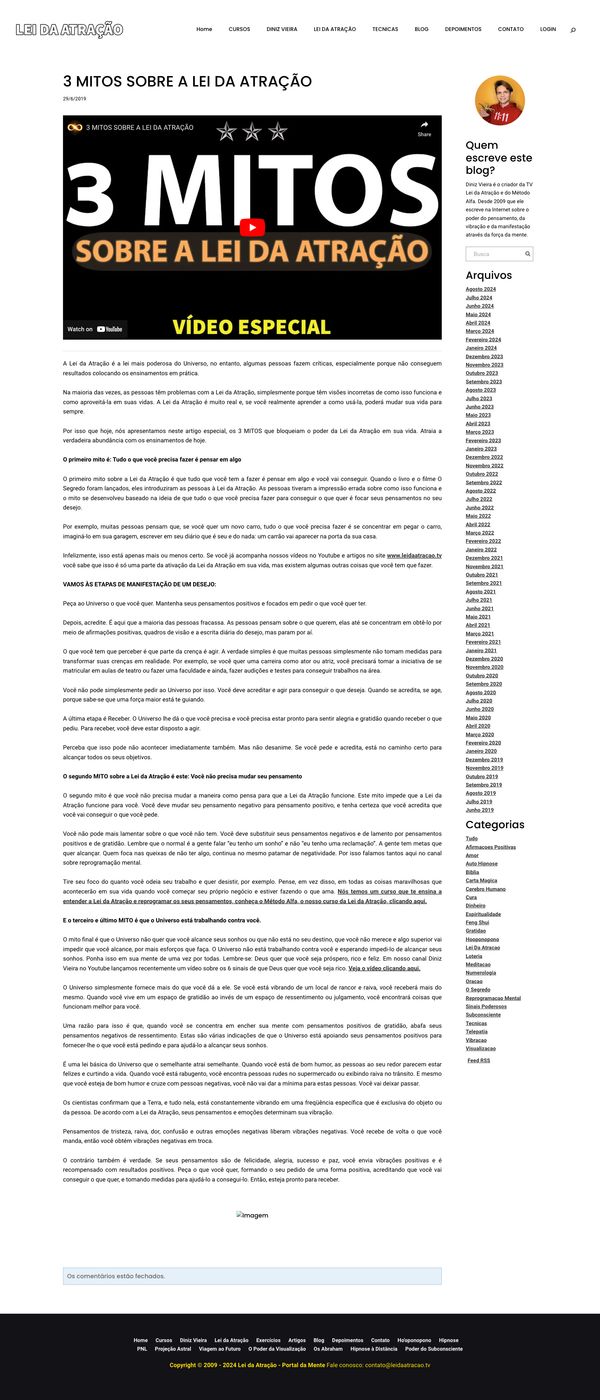 LEI DA ATRAÇÃO
Home CURSOS DINIZ VIEIRA LEI DA ATRAÇÃO TECNICAS BLOG DEPOIMENTOS CONTATO LOGIN
3 MITOS SOBRE A LEI DA ATRAÇÃO
29/6/2019
3 MITOS SOBRE A LEI DA ATRAÇÃO
Share
3 MITOS
SOBRE A LEI DA ATRAÇÃO
Watch on YouTube
VÍDEO ESPECIAL
A Lei da Atração é a lei mais poderosa do Universo, no entanto, algumas pessoas fazem críticas, especialmente porque não conseguem
resultados colocando os ensinamentos em prática.
Na maioria das vezes, as pessoas têm problemas com a Lei da Atração, simplesmente porque têm visões incorretas de como isso funciona e
como aproveitá-la em suas vidas. A Lei da Atração é muito real e, se você realmente aprender a como usá-la, poderá mudar sua vida para
sempre.
Por isso que hoje, nós apresentamos neste artigo especial, os 3 MITOS que bloqueiam o poder da Lei da Atração em sua vida. Atraia a
verdadeira abundância com os ensinamentos de hoje.
O primeiro mito é: Tudo o que você precisa fazer é pensar em algo
O primeiro mito sobre a Lei da Atração é que tudo que você tem a fazer é pensar em algo e você vai conseguir. Quando o livro e o filme O
Segredo foram lançados, eles introduziram as pessoas à Lei da Atração. As pessoas tiveram a impressão errada sobre como isso funciona e
o mito se desenvolveu baseado na ideia de que tudo o que você precisa fazer para conseguir o que quer é focar seus pensamentos no seu
desejo.
Por exemplo, muitas pessoas pensam que, se você quer um novo carro, tudo o que você precisa fazer é se concentrar em pegar o carro,
imaginá-lo em sua garagem, escrever em seu diário que é seu e do nada: um carrão vai aparecer na porta da sua casa.
Infelizmente, isso está apenas mais ou menos certo. Se você já acompanha nossos vídeos no Youtube e artigos no site www.leidaatracao.tv
você sabe que isso é só uma parte da ativação da Lei da Atração em sua vida, mas existem algumas outras coisas que você tem que fazer.
VAMOS ÀS ETAPAS DE MANIFESTAÇÃO DE UM DESEJO:
Peça ao Universo o que você quer. Mantenha seus pensamentos positivos e focados em pedir o que você quer ter.
Depois, acredite. É aqui que a maioria das pessoas fracassa. As pessoas pensam sobre o que querem, elas até se concentram em obtê-lo por
meio de afirmações positivas, quadros de visão e a escrita diária do desejo, mas param por aí.
O que você tem que perceber é que parte da crença é agir. A verdade simples é que muitas pessoas simplesmente não tomam medidas para
transformar suas crenças em realidade. Por exemplo, se você quer uma carreira como ator ou atriz, você precisará tomar a iniciativa de se
matricular em aulas de teatro ou fazer uma faculdade e ainda, fazer audições e testes para conseguir trabalhos na área.
Você não pode simplesmente pedir ao Universo por isso. Você deve acreditar e agir para conseguir o que deseja. Quando se acredita, se age,
porque sabe-se que uma força maior está te guiando.
A última etapa é Receber. O Universo lhe dá o que você precisa e você precisa estar pronto para sentir alegria e gratidão quando receber o que
pediu. Para receber, você deve estar disposto a agir.
Perceba que isso pode não acontecer imediatamente também. Mas não desanime. Se você pede e acredita, está no caminho certo para
alcançar todos os seus objetivos.
O segundo MITO sobre a Lei da Atração é este: Você não precisa mudar seu pensamento
O segundo mito é que você não precisa mudar a maneira como pensa para que a Lei da Atração funcione. Este mito impede que a Lei da
Atração funcione para você. Você deve mudar seu pensamento negativo para pensamento positivo, e tenha certeza que você acredita que
você vai conseguir o que você pede.
Você não pode mais lamentar sobre o que você não tem. Você deve substituir seus pensamentos negativos e de lamento por pensamentos
positivos e de gratidão. Lembre que o normal é a gente falar "eu tenho um sonho" e não "eu tenho uma reclamação". A gente tem metas que
quer alcançar. Quem foca nas queixas de não ter algo, continua no mesmo patamar de negatividade. Por isso falamos tantos aqui no canal
sobre reprogramação mental.
Tire seu foco do quanto você odeia seu trabalho e quer desistir, por exemplo. Pense, em vez disso, em todas as coisas maravilhosas que
acontecerão em sua vida quando você começar seu próprio negócio e estiver fazendo o que ama. Nós temos um curso que te ensina a
entender a Lei da Atração e reprogramar os seus pensamentos, conheça o Método Alfa, o nosso curso da Lei da Atração, clicando aqui.
E o terceiro e último MITO é que o Universo está trabalhando contra você.
O mito final é que o Universo não quer que você alcance seus sonhos ou que não está no seu destino, que você não merece e algo superior vai
impedir que você alcance, por mais esforços que faça. O Universo não está trabalhando contra você e esperando impedi-lo de alcançar seus
sonhos. Ponha isso em sua mente de uma vez por todas. Lembre-se: Deus quer que você seja próspero, rico e feliz. Em nosso canal Diniz
Vieira no Youtube lançamos recentemente um vídeo sobre os 6 sinais de que Deus quer que você seja rico. Veja o vídeo clicando aqui.
O Universo simplesmente fornece mais do que você dá a ele. Se você está vibrando de um local de rancor e raiva, você receberá mais do
mesmo. Quando você vive em um espaço de gratidão ao invés de um espaço de ressentimento ou julgamento, você encontrará coisas que
funcionam melhor para você.
Uma razão para isso é que, quando você se concentra em encher sua mente com pensamentos positivos de gratidão, abafa seus
pensamentos negativos de ressentimento. Estas são várias indicações de que o Universo está apoiando seus pensamentos positivos para
fornecer-lhe o que você está pedindo e para ajudá-lo a alcançar seus sonhos.
É uma lei básica do Universo que o semelhante atrai semelhante. Quando você está de bom humor, as pessoas ao seu redor parecem estar
felizes e curtindo a vida. Quando você está rabugento, você encontra pessoas rudes no supermercado ou exibindo raiva no trânsito. E mesmo
que você esteja de bom humor e cruze com pessoas negativas, você não vai dar a mínima para estas pessoas. Você vai deixar passar.
Os cientistas confirmam que a Terra, e tudo nela, está constantemente vibrando em uma freqüência específica que é exclusiva do objeto ou
da pessoa. De acordo com a Lei da Atração, seus pensamentos e emoções determinam sua vibração.
Pensamentos de tristeza, raiva, dor, confusão e outras emoções negativas liberam vibrações negativas. Você recebe de volta o que você
manda, então você obtém vibrações negativas em troca.
O contrário também é verdade. Se seus pensamentos são de felicidade, alegria, sucesso e paz, você envia vibrações positivas e é
recompensado com resultados positivos. Peça o que você quer, formando o seu pedido de uma forma positiva, acreditando que você vai
conseguir o que quer, e tomando medidas para ajudá-lo a consegui-lo. Então, esteja pronto para receber.
Imagem
Os comentários estão fechados.
11:11
Quem
escreve este
blog?
Diniz Vieira é o criador da TV
Lei da Atração e do Método
Alfa. Desde 2009 que ele
escreve na Internet sobre o
poder do pensamento, da
vibração e da manifestação
através da força da mente.
Busca
Arquivos
Agosto 2024
Julho 2024
Junho 2024
Maio 2024
Abril 2024
Março 2024
Fevereiro 2024
Janeiro 2024
Dezembro 2023
Novembro 2023
Outubro 2023
Setembro 2023
Agosto 2023
Julho 2023
Junho 2023
Maio 2023
Abril 2023
Março 2023
Fevereiro 2023
Janeiro 2023
Dezembro 2022
Novembro 2022
Outubro 2022
Setembro 2022
Agosto 2022
Julho 2022
Junho 2022
Maio 2022
Abril 2022
Março 2022
Fevereiro 2022
Janeiro 2022
Dezembro 2021
Novembro 2021
Outubro 2021
Setembro 2021
Agosto 2021
Julho 2021
Junho 2021
Maio 2021
Abril 2021
Março 2021
Fevereiro 2021
Janeiro 2021
Dezembro 2020
Novembro 2020
Outubro 2020
Setembro 2020
Agosto 2020
Julho 2020
Junho 2020
Maio 2020
Abril 2020
Março 2020
Fevereiro 2020
Janeiro 2020
Dezembro 2019
Novembro 2019
Outubro 2019
Setembro 2019
Agosto 2019
Julho 2019
Junho 2019
Categorias
Tudo
Afirmacoes Positivas
Amor
Auto Hipnose
Biblia
Carta Magica
Cerebro Humano
Cura
Dinheiro
Espiritualidade
Feng Shui
Gratidao
Hooponopono
Lei Da Atracao
Loteria
Meditacao
Numerologia
Oracao
O Segredo
Reprogramacao Mental
Sinais Poderosos
Subconsciente
Tecnicas
Telepatia
Vibracao
Visualizacao
Feed RSS
Home Cursos Diniz Vieira Lei da Atração Exercícios Artigos Blog Depoimentos Contato Ho'oponopono Hipnose
PNL Projeção Astral Viagem ao Futuro O Poder da Visualização Os Abraham Hipnose à Distância Poder do Subconsciente
Copyright © 2009 - 2024 Lei da Atração - Portal da Mente Fale conosco: contato@leidaatracao.tv